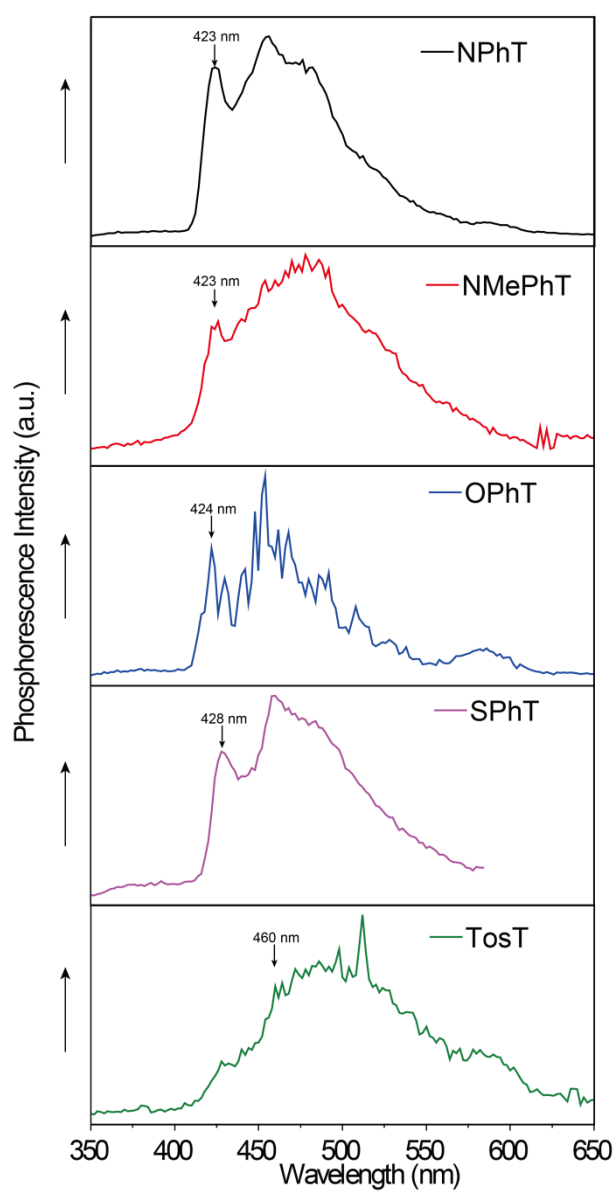 423 nm
NPhT
423 nm
NMePhT
424 nm
OPhT
428 nm
SPhT
460 nm
TosT
Phosphorescence Intensity (a.u.)
350 400 450 500 550 600 650
Wavelength (nm)